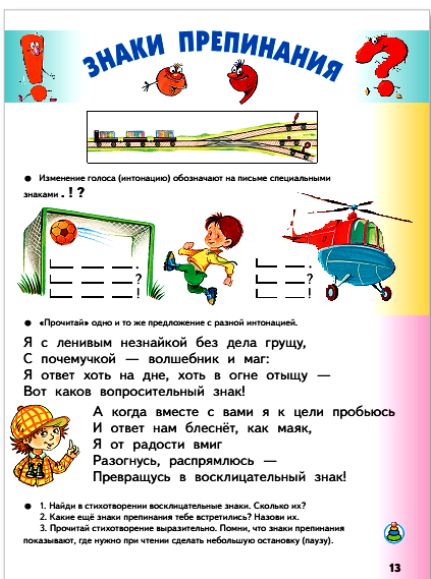 ЗНАКИ ПРЕПИНАНИЯ
● Изменение голоса (интонацию) обозначают на письме специальными
знаками . ! ?
.
?
!
.
?
!
● «Прочитай» одно и то же предложение с разной интонацией.
Я с ленивым незнайкой без дела грущу,
С почемучкой — волшебник и маг:
Я ответ хоть на дне, хоть в огне отыщу —
Вот каков вопросительный знак!
А когда вместе с вами я к цели пробьюсь
И ответ нам блеснёт, как маяк,
Я от радости вмиг
Разогнусь, распрямлюсь —
Превращусь в восклицательный знак!
● 1. Найди в стихотворении восклицательные знаки. Сколько их?
2. Какие ещё знаки препинания тебе встретились? Назови их.
3. Прочитай стихотворение выразительно. Помни, что знаки препинания
показывают, где нужно при чтении сделать небольшую остановку (паузу).
13